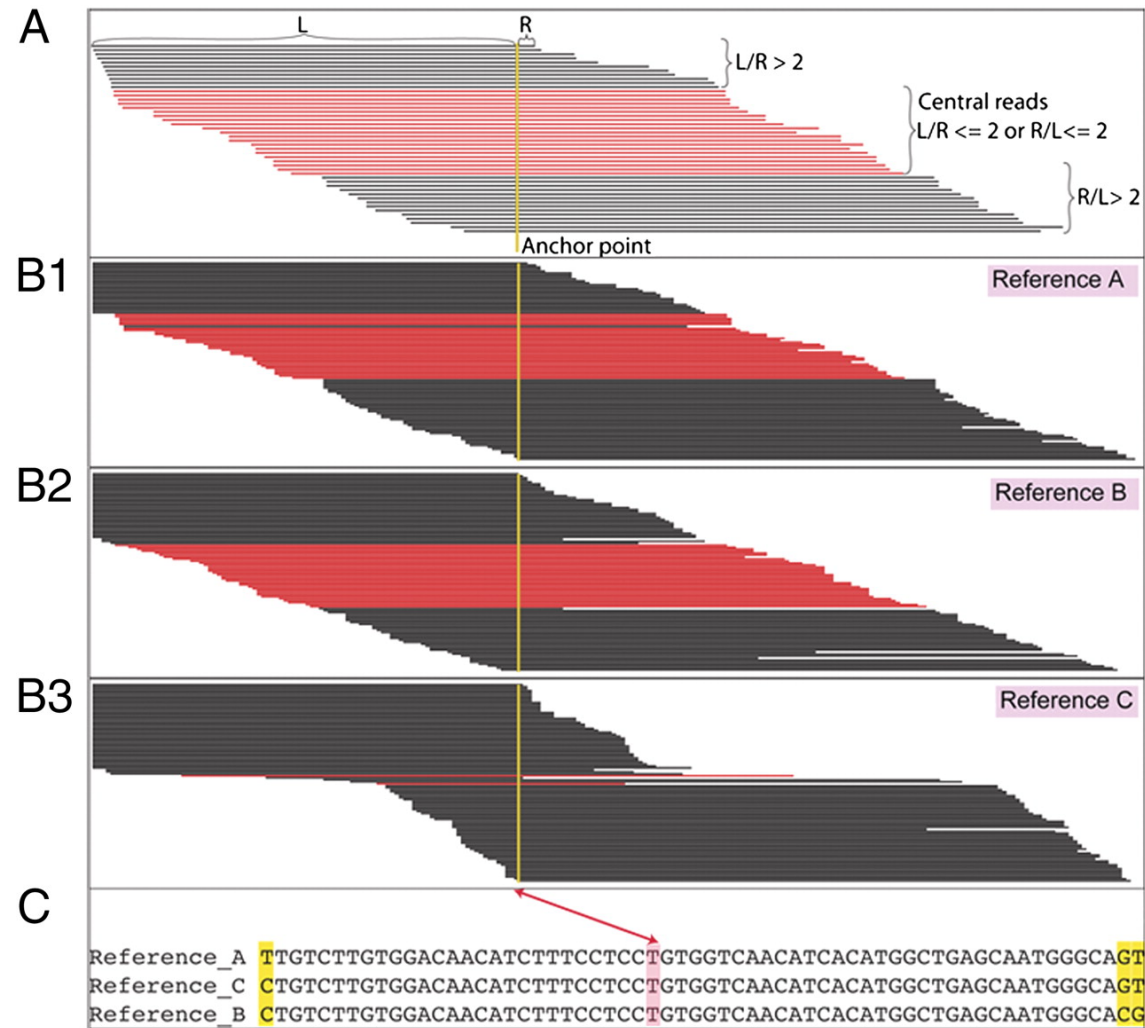 A
L
R
L/R > 2
Central reads
L/R <= 2 or R/L<= 2
R/L> 2
Anchor point
B1
Reference A
B2
Reference B
B3
Reference C
C
Reference_A TTGTCTTGTGGACAACATCTTTCCTCCTGTGGTCAACATCACATGGCTGAGCAATGGGCAGT
Reference_C CTGTCTTGTGGACAACATCTTTCCTCCTGTGGTCAACATCACATGGCTGAGCAATGGGCAGT
Reference_B CTGTCTTGTGGACAACATCTTTCCTCCTGTGGTCAACATCACATGGCTGAGCAATGGGCACG